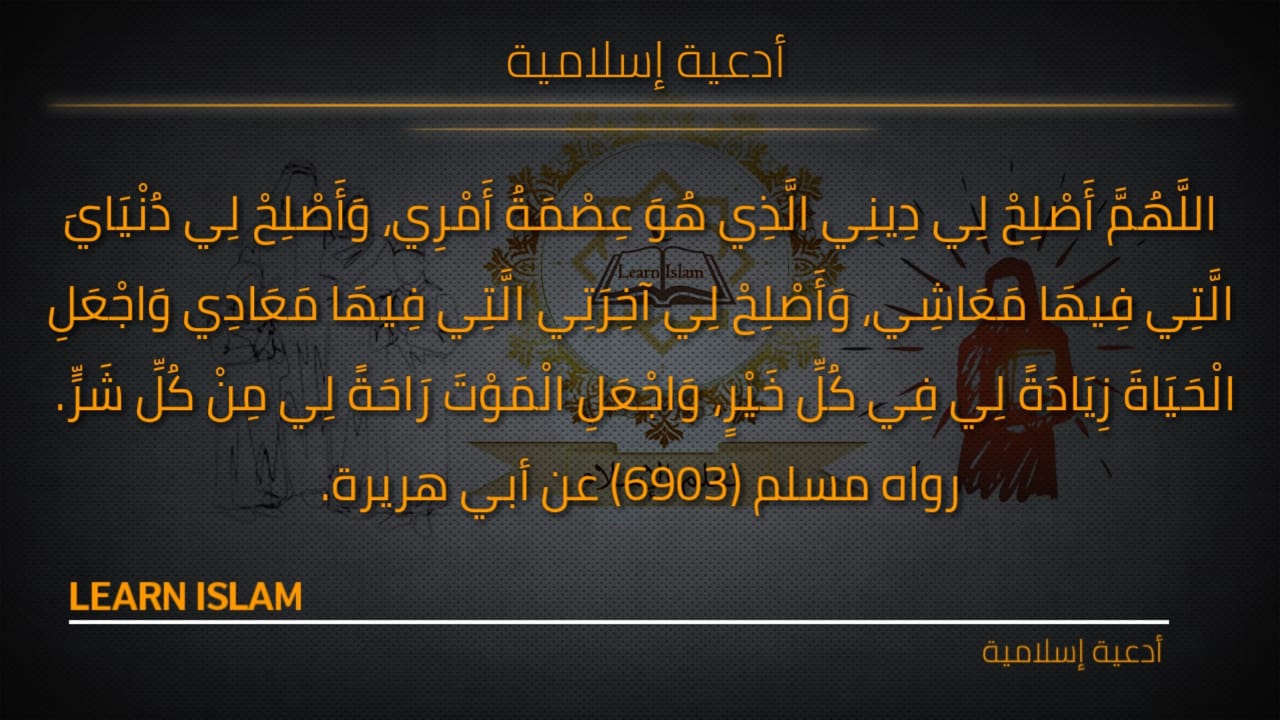 أدعية إسلامية
اللَّهُمَّ أَصْلِحْ لِي دِينِي الَّذِي هُوَ عِصْمَةُ أَمْرِي، وَأَصْلِحْ لِي دُنْيَايَ
الَّتِي فِيهَا مَعَاشِي، وَأَصْلِحْ لِي آخِرَتِي الَّتِي فِيهَا مَعَادِي وَاجْعَلِ
Learn Islam
الْحَيَاةَ زِيَادَةً لِي فِي كُلِّ خَيْرٍ، وَاجْعَلِ الْمَوْتَ رَاحَةً لِي مِنْ كُلِّ شَرٍّ.
رواه مسلم (6903) عن أبي هريرة.
LEARN ISLAM
أدعية إسلامية